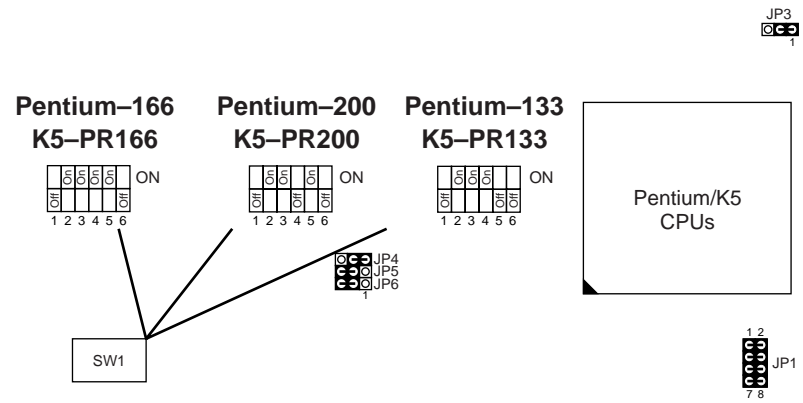 JP3
1
Pentium–166
K5–PR166
Pentium–200
K5–PR200
Pentium–133
K5–PR133
Off On On On On Off ON
1 2 3 4 5 6
Off On On Off On Off ON
1 2 3 4 5 6
Off On On On Off Off ON
1 2 3 4 5 6
Pentium/K5
CPUs
JP4
JP5
JP6
1
SW1
1 2
JP1
7 8